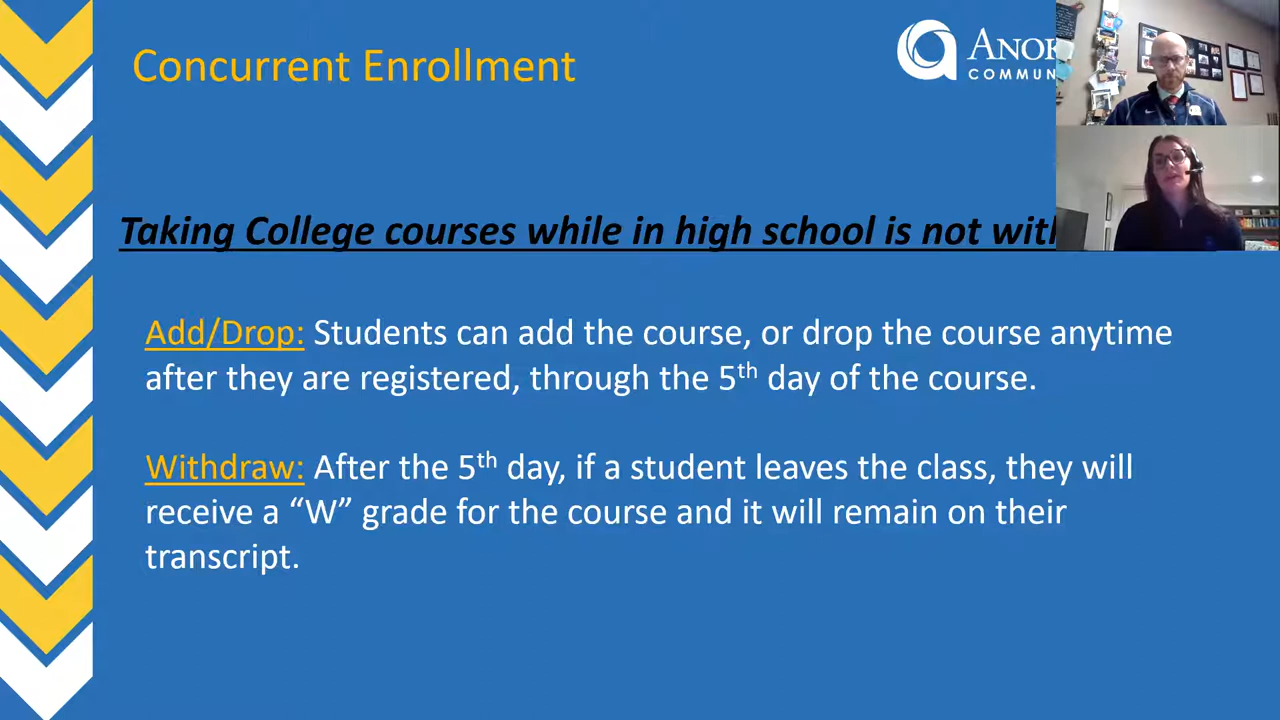 Concurrent Enrollment
ANOK
COMMUN
Taking College courses while in high school is not with
Add/Drop: Students can add the course, or drop the course anytime
after they are registered, through the 5th day of the course.
Withdraw: After the 5th day, if a student leaves the class, they will
receive a “W” grade for the course and it will remain on their
transcript.